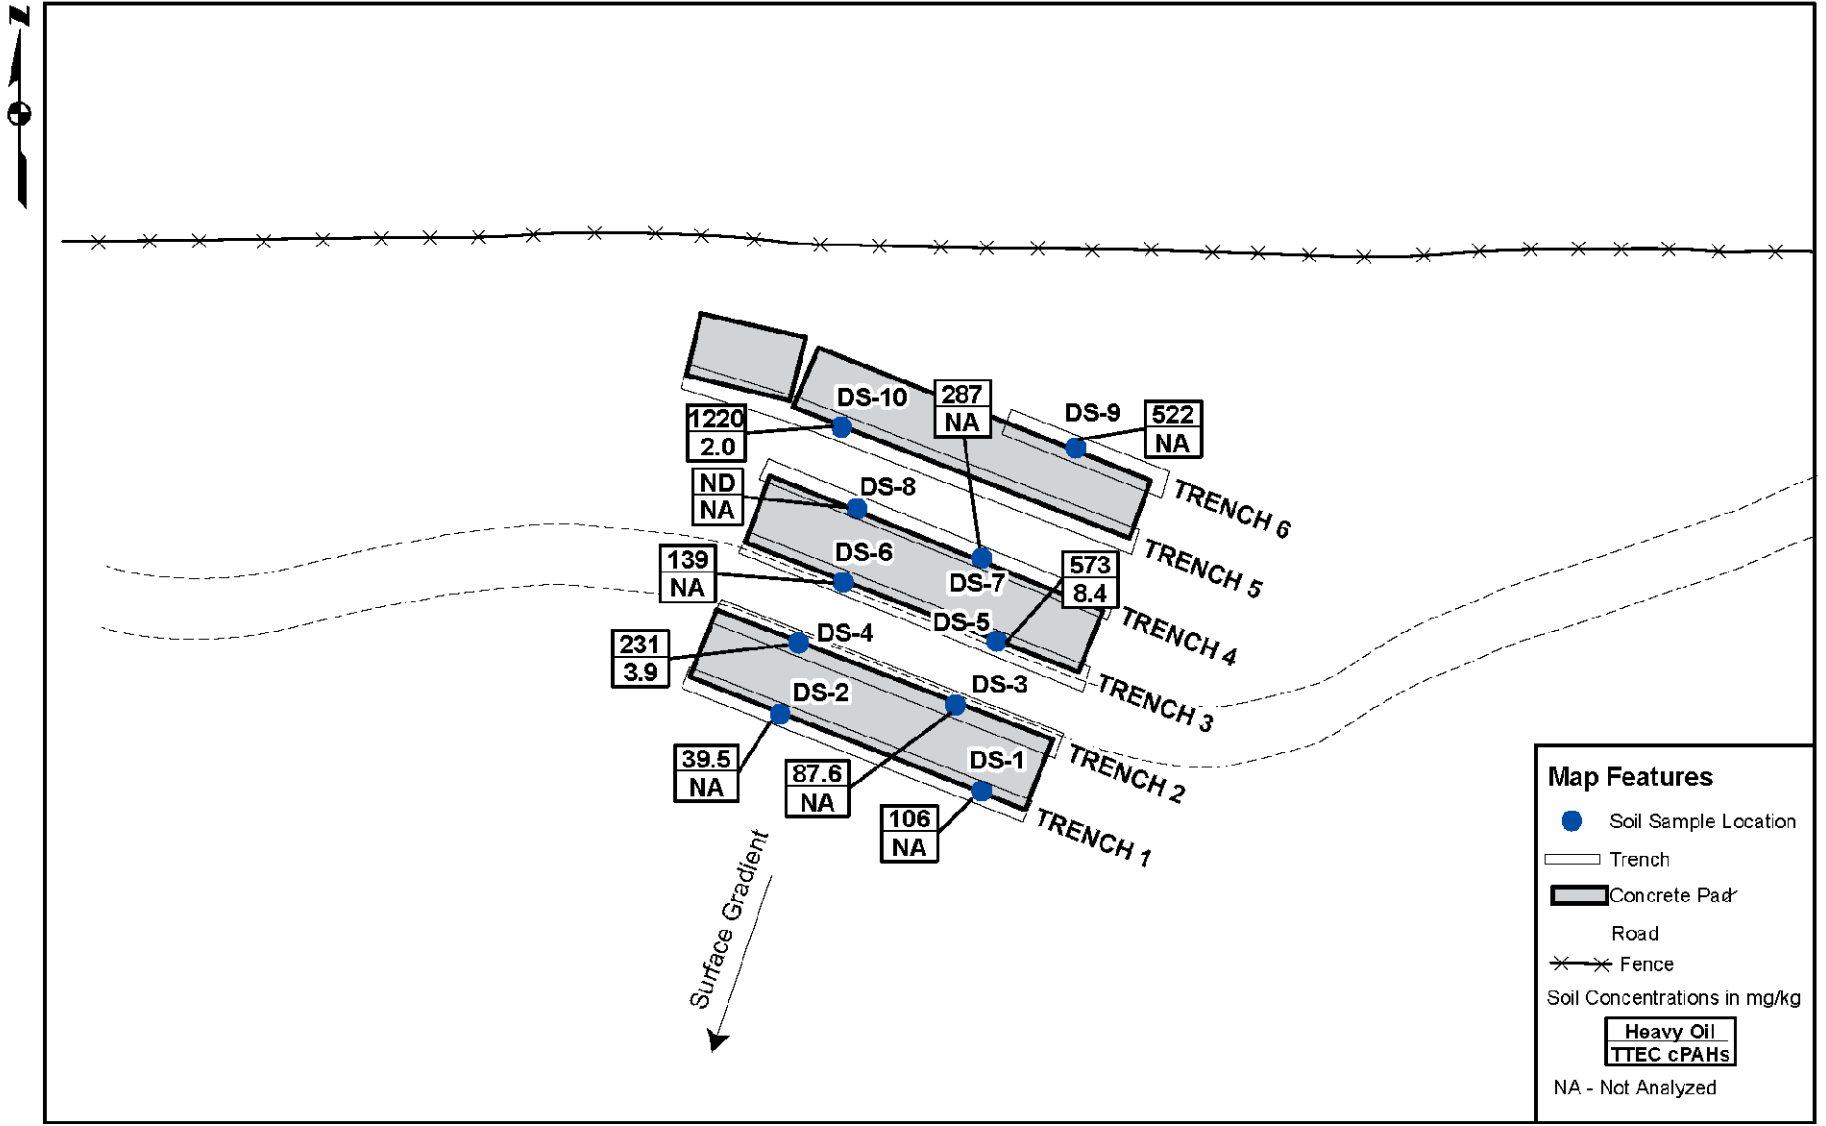 N
DS-10
287
NA
DS-9
522
NA
1220
2.0
ND
NA
DS-8
TRENCH 6
139
NA
DS-6
DS-7
573
8.4
TRENCH 5
231
3.9
DS-4
DS-5
TRENCH 4
DS-2
DS-3
TRENCH 3
39.5
NA
87.6
NA
DS-1
TRENCH 2
106
NA
TRENCH 1
Surface Gradient
Map Features
Soil Sample Location
Trench
Concrete Pad
Road
Fence
Soil Concentrations in mg/kg
Heavy Oil
TTEC cPAHs
NA - Not Analyzed